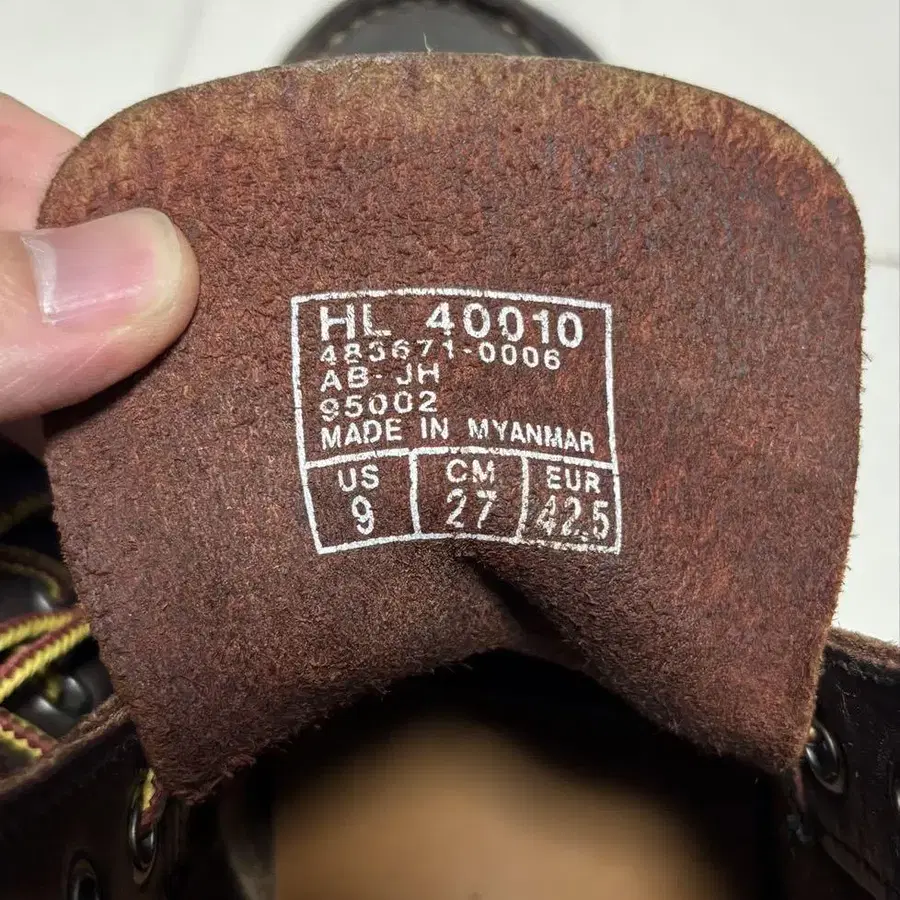 HL 40010
483671-0006
AB-JH
95002
MADE IN MYANMAR
US CM EUR
9 27 42.5